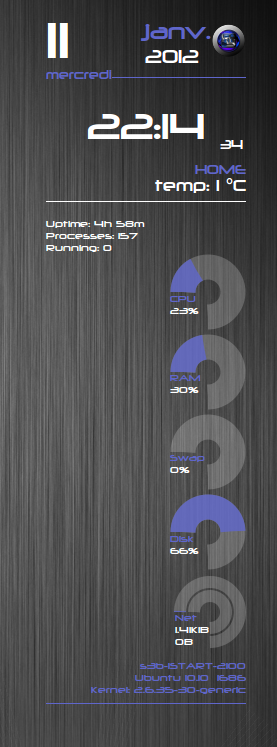 11 Janv.
2012
mercredi
22:14
34
HOME
temp: 1 °C
Uptime: 4h 58m
Processes: 157
Running: 0
CPU
23%
RAM
30%
Swap
0%
Disk
66%
Net
1.41KiB
0B
Ubuntu 10.10 i686
Kernel: 2.6.35-30-generic